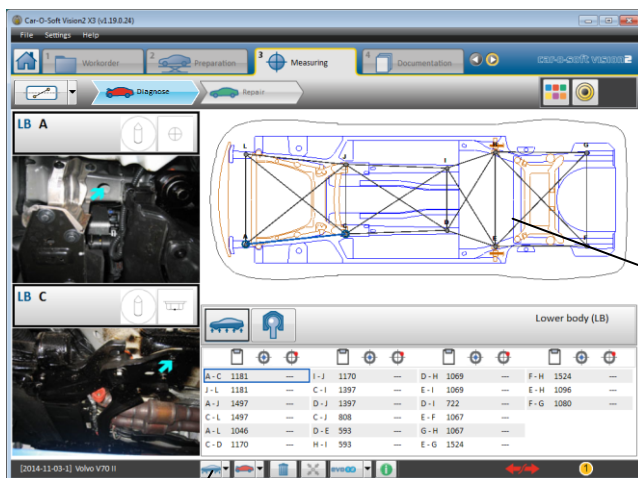 Car-O-Soft Vision2 X3 (v1.19.0.24)
File Settings Help
1 Workorder 2 Preparation 3 Measuring 4 Documentation car-o-soft vision2
Diagnose Repair
LB A
LB C
L J I H G
A C D E F
Lower body (LB)
A - C 1181 --- I - J 1170 --- D - H 1069 --- F - H 1524 ---
J - L 1181 --- C - I 1397 --- E - I 1069 --- E - H 1096 ---
A - J 1497 --- D - J 1397 --- D - I 722 --- F - G 1080 ---
C - L 1497 --- C - J 808 --- E - F 1067 ---
A - L 1046 --- D - E 593 --- G - H 1067 ---
C - D 1170 --- H - I 593 --- E - G 1524 ---
[2014-11-03-1] Volvo V70 II EVROO i 1